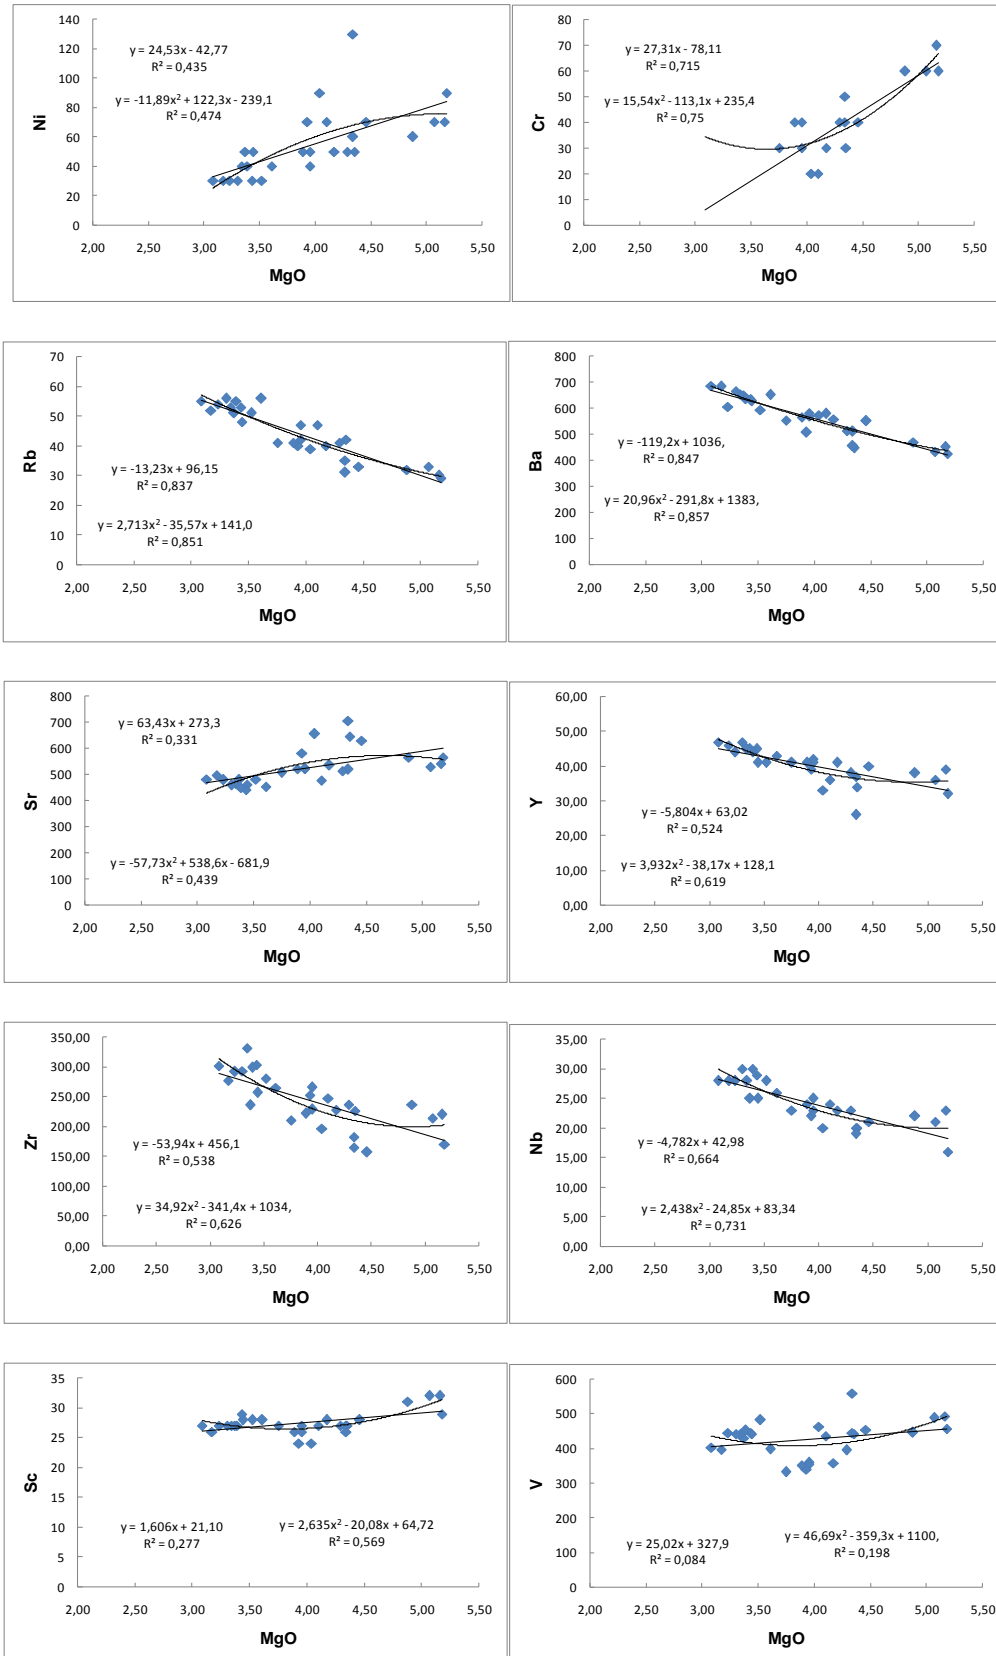 140
120
100
80
60
40
20
0
Ni
y = 24,53x - 42,77
R² = 0,435
y = -11,89x² + 122,3x - 239,1
R² = 0,474
2,00 2,50 3,00 3,50 4,00 4,50 5,00 5,50
MgO
80
70
60
50
40
30
20
10
0
Cr
y = 27,31x - 78,11
R² = 0,715
y = 15,54x² - 113,1x + 235,4
R² = 0,75
2,00 2,50 3,00 3,50 4,00 4,50 5,00 5,50
MgO
70
60
50
40
30
20
10
0
Rb
y = -13,23x + 96,15
R² = 0,837
y = 2,713x² - 35,57x + 141,0
R² = 0,851
2,00 2,50 3,00 3,50 4,00 4,50 5,00 5,50
MgO
800
700
600
500
400
300
200
100
0
Ba
y = -119,2x + 1036,
R² = 0,847
y = 20,96x² - 291,8x + 1383,
R² = 0,857
2,00 2,50 3,00 3,50 4,00 4,50 5,00 5,50
MgO
800
700
600
500
400
300
200
100
0
Sr
y = 63,43x + 273,3
R² = 0,331
y = -57,73x² + 538,6x - 681,9
R² = 0,439
2,00 2,50 3,00 3,50 4,00 4,50 5,00 5,50
MgO
60,00
50,00
40,00
30,00
20,00
10,00
0,00
Y
y = -5,804x + 63,02
R² = 0,524
y = 3,932x² - 38,17x + 128,1
R² = 0,619
2,00 2,50 3,00 3,50 4,00 4,50 5,00 5,50
MgO
350,00
300,00
250,00
200,00
150,00
100,00
50,00
0,00
Zr
y = -53,94x + 456,1
R² = 0,538
y = 34,92x² - 341,4x + 1034,
R² = 0,626
2,00 2,50 3,00 3,50 4,00 4,50 5,00 5,50
MgO
35,00
30,00
25,00
20,00
15,00
10,00
5,00
0,00
Nb
y = -4,782x + 42,98
R² = 0,664
y = 2,438x² - 24,85x + 83,34
R² = 0,731
2,00 2,50 3,00 3,50 4,00 4,50 5,00 5,50
MgO
35
30
25
20
15
10
5
0
Sc
y = 1,606x + 21,10
R² = 0,277
y = 2,635x² - 20,08x + 64,72
R² = 0,569
2,00 2,50 3,00 3,50 4,00 4,50 5,00 5,50
MgO
600
500
400
300
200
100
0
V
y = 25,02x + 327,9
R² = 0,084
y = 46,69x² - 359,3x + 1100,
R² = 0,198
2,00 2,50 3,00 3,50 4,00 4,50 5,00 5,50
MgO